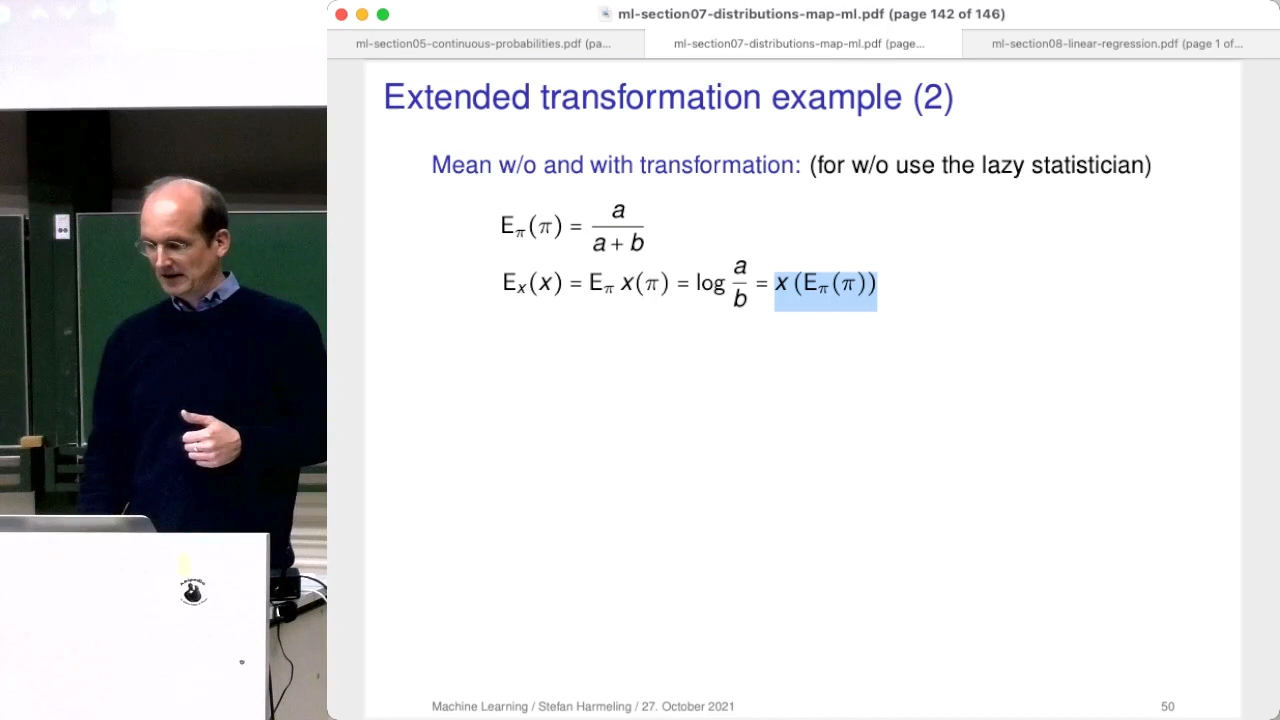 ml-section07-distributions-map-ml.pdf (page 142 of 146)
ml-section05-continuous-probabilities.pdf (pa...
ml-section07-distributions-map-ml.pdf (page...
ml-section08-linear-regression.pdf (page 1 of...
Extended transformation example (2)
Mean w/o and with transformation: (for w/o use the lazy statistician)
E_π(π) = a / (a + b)
E_x(x) = E_π x(π) = log a/b = x (E_π(π))
Machine Learning / Stefan Harmeling / 27. October 2021
50